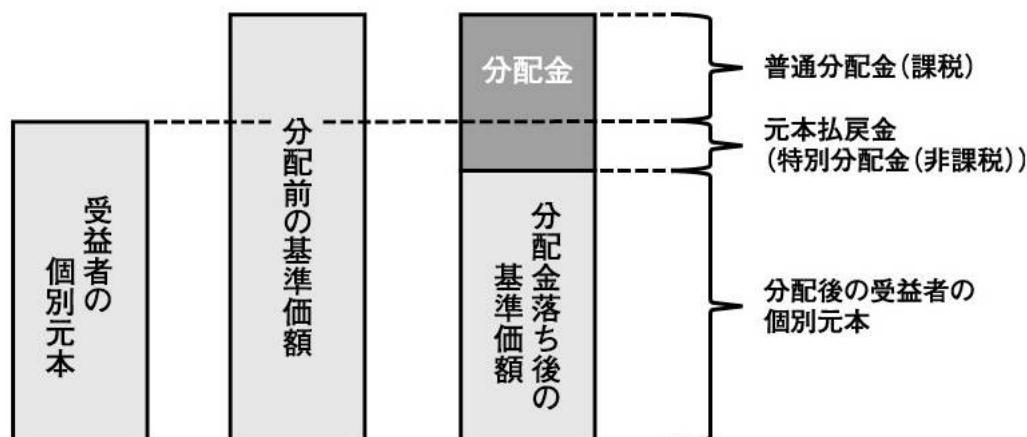 受益者の
個別元本
分配前の基準価額
分配金
分配金落ち後の
基準価額
普通分配金(課税)
元本払戻金
(特別分配金(非課税))
分配後の受益者の
個別元本